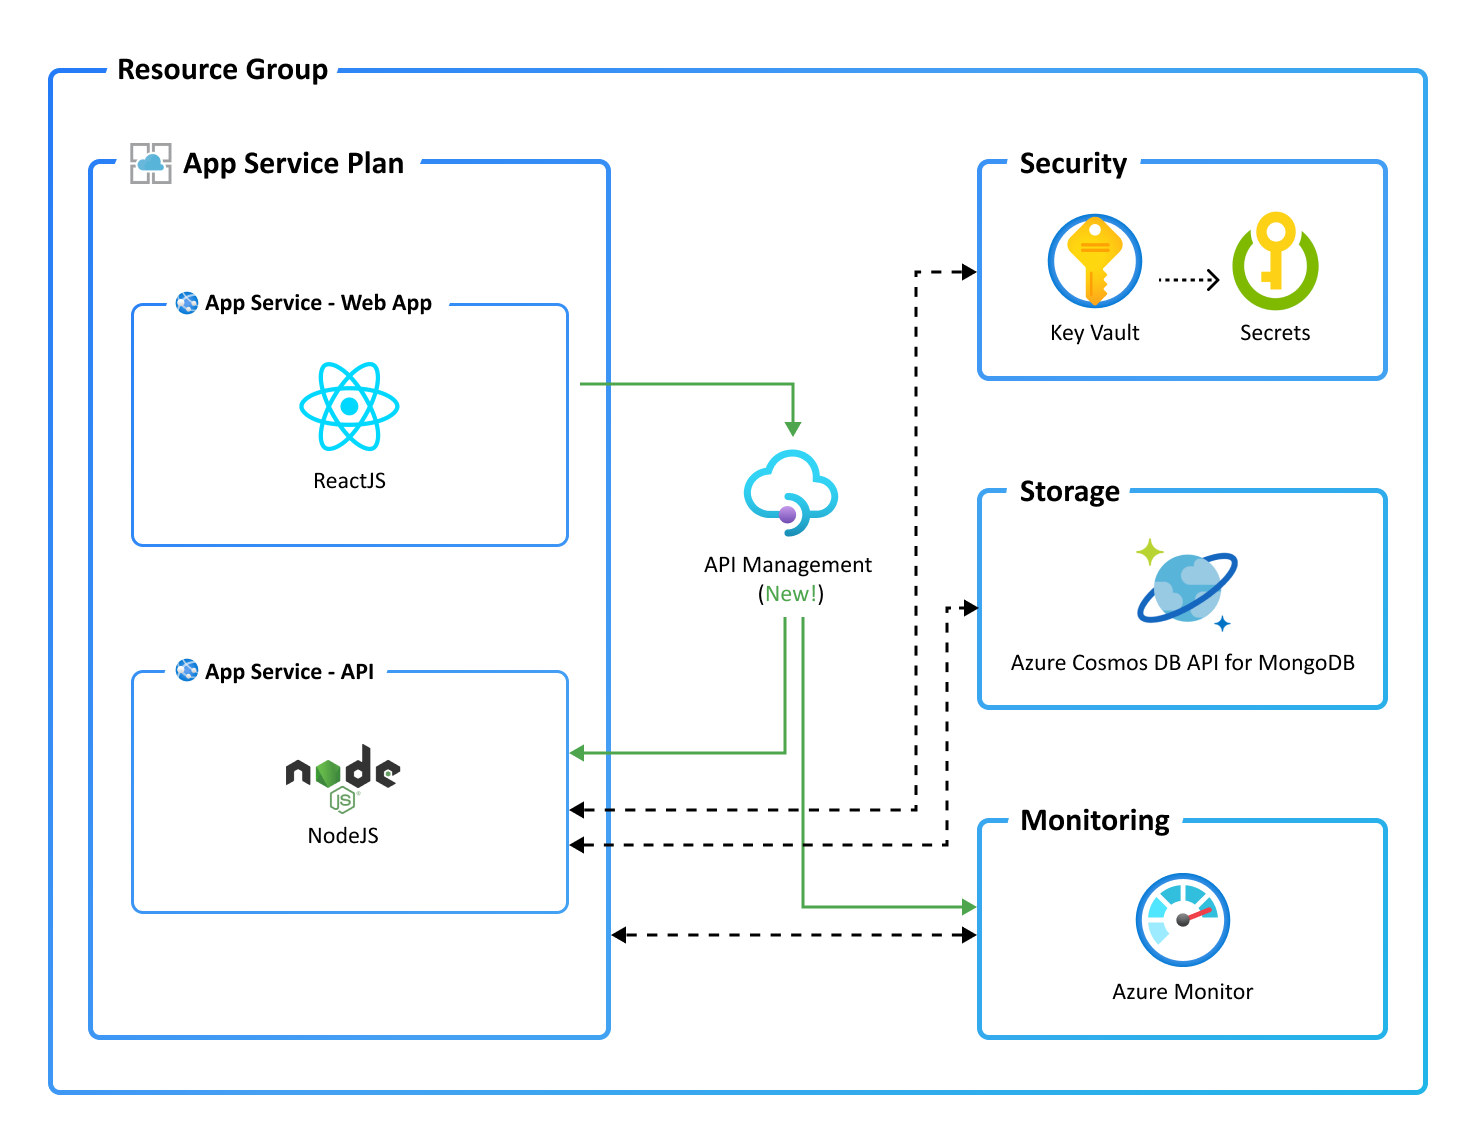 Resource Group
App Service Plan
App Service - Web App
ReactJS
App Service - API
node
JS
NodeJS
API Management
(New!)
Security
Key Vault
Secrets
Storage
Azure Cosmos DB API for MongoDB
Monitoring
Azure Monitor